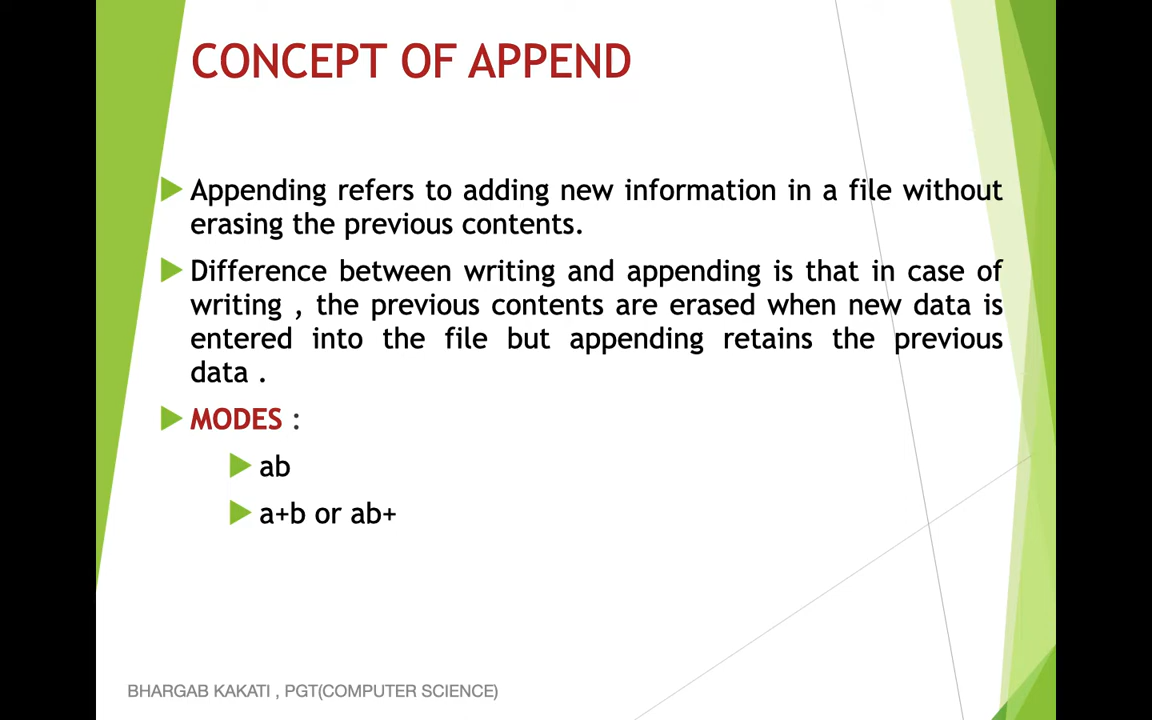 CONCEPT OF APPEND
Appending refers to adding new information in a file without
erasing the previous contents.
Difference between writing and appending is that in case of
writing , the previous contents are erased when new data is
entered into the file but appending retains the previous
data .
MODES :
ab
a+b or ab+
BHARGAB KAKATI , PGT(COMPUTER SCIENCE)